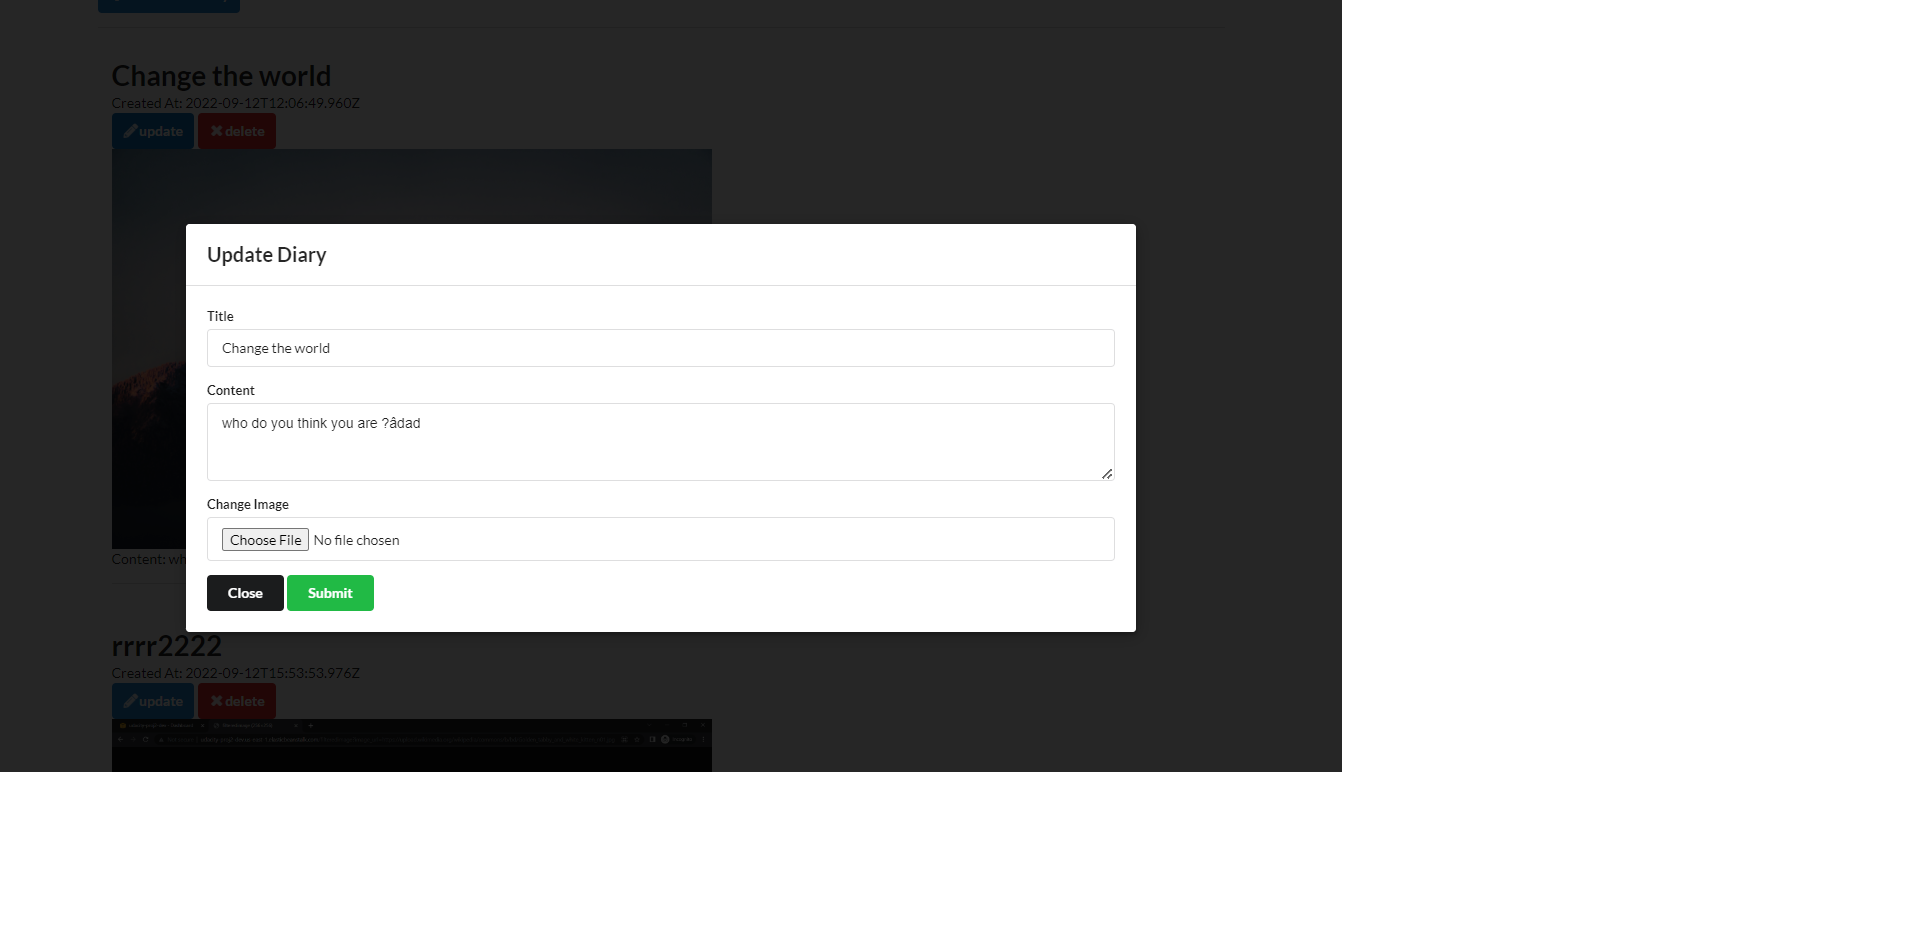 Change the world
Created At: 2022-09-12T12:06:49.960Z
update delete
Update Diary
Title
Change the world
Content
who do you think you are ?âdad
Change Image
Choose File No file chosen
Content: wh
Close Submit
rrrr2222
Created At: 2022-09-12T15:53:53.976Z
update delete